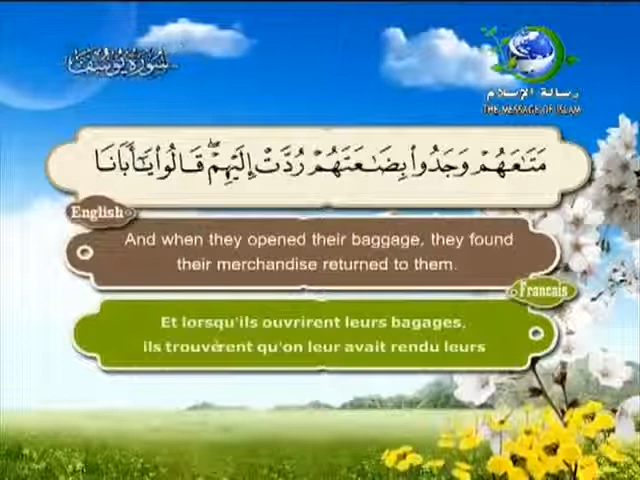 سورة يوسف
رسالة الإسلام
THE MESSAGE OF ISLAM
مَتَـٰعَهُمْ وَجَدُوا۟ بِضَـٰعَتَهُمْ رُدَّتْ إِلَيْهِمْ ۖ قَالُوا۟ يَـٰٓأَبَانَا
English
And when they opened their baggage, they found
their merchandise returned to them.
Francais
Et lorsqu'ils ouvrirent leurs bagages,
ils trouvèrent qu'on leur avait rendu leurs